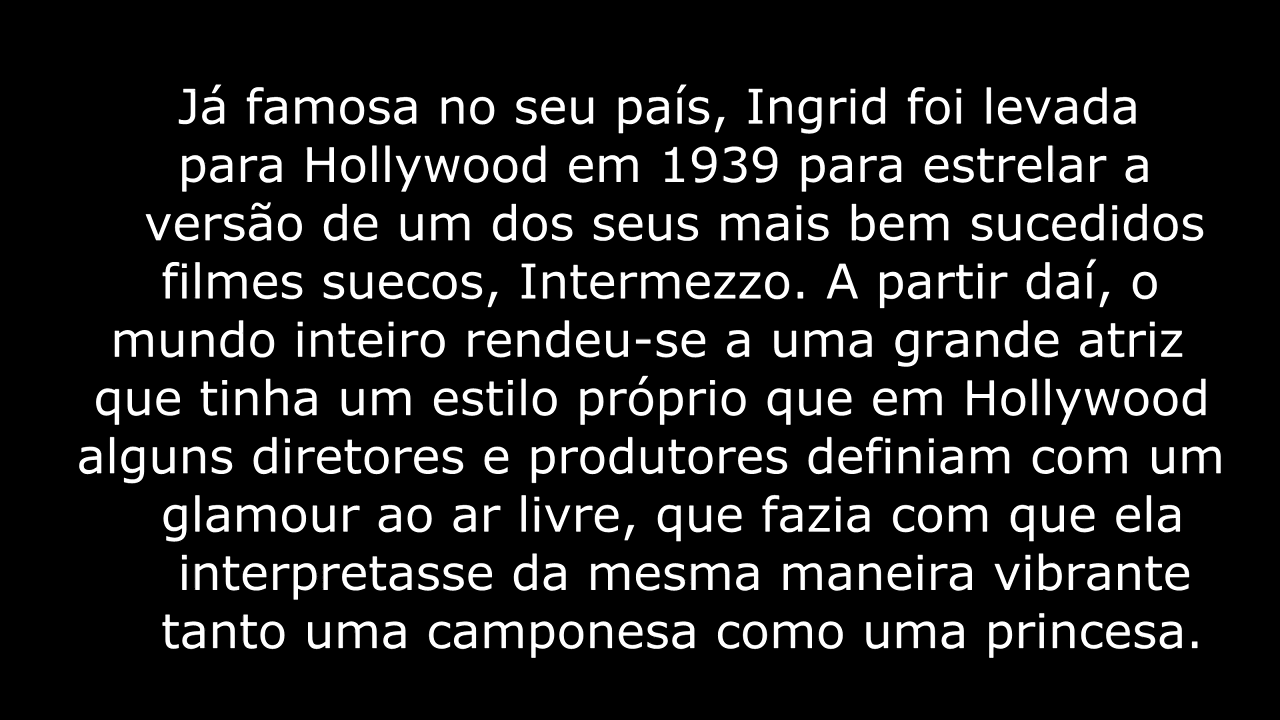 Já famosa no seu país, Ingrid foi levada
para Hollywood em 1939 para estrelar a
versão de um dos seus mais bem sucedidos
filmes suecos, Intermezzo. A partir daí, o
mundo inteiro rendeu-se a uma grande atriz
que tinha um estilo próprio que em Hollywood
alguns diretores e produtores definiam com um
glamour ao ar livre, que fazia com que ela
interpretasse da mesma maneira vibrante
tanto uma camponesa como uma princesa.